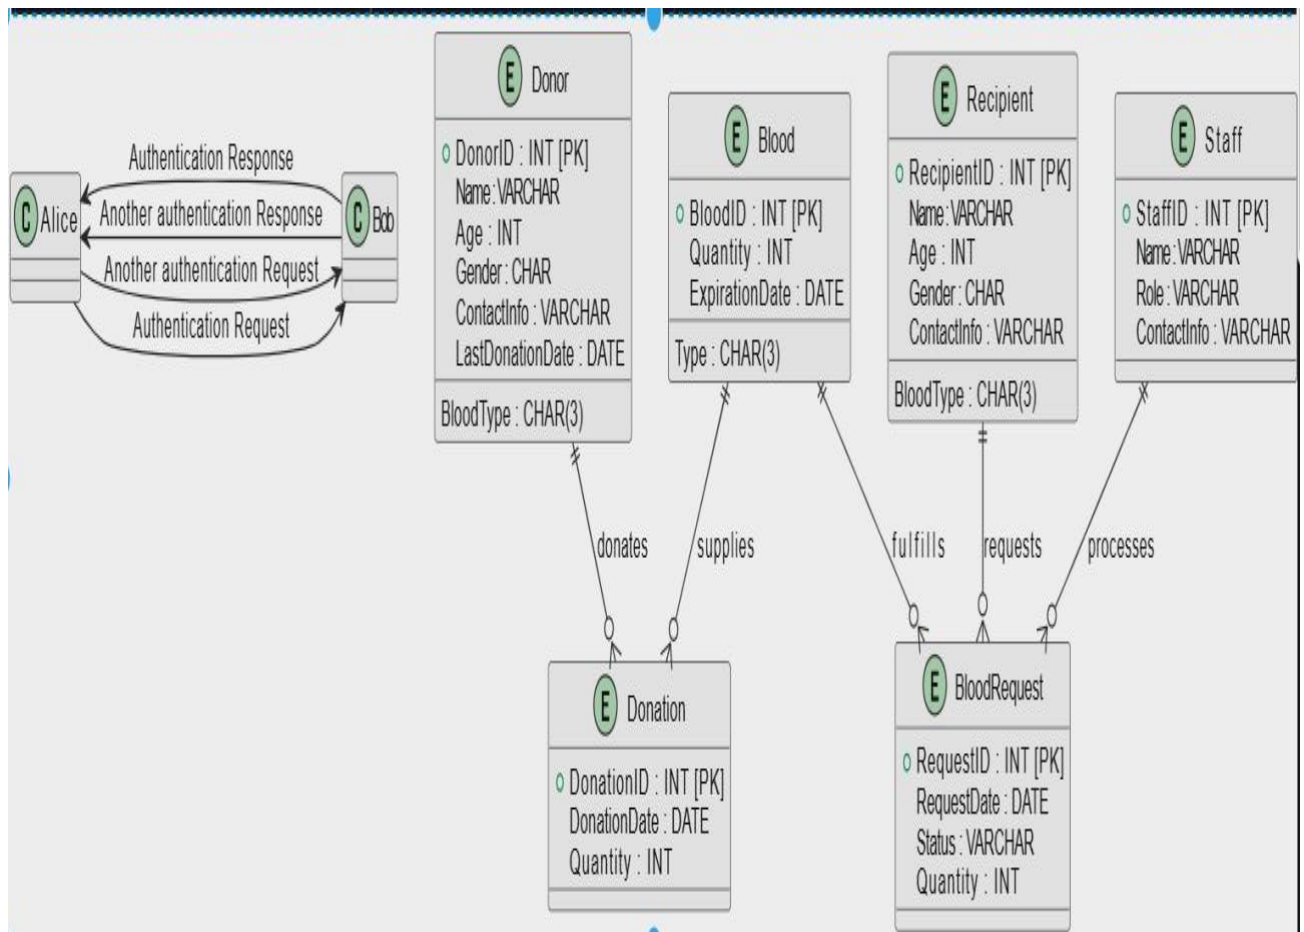 Authentication Response
C Alice
Another authentication Response
C Bob
Another authentication Request
Authentication Request
E Donor
DonorID : INT [PK]
Name : VARCHAR
Age : INT
Gender : CHAR
ContactInfo : VARCHAR
LastDonationDate : DATE
BloodType : CHAR(3)
E Blood
BloodID : INT [PK]
Quantity : INT
ExpirationDate : DATE
Type : CHAR(3)
E Recipient
RecipientID : INT [PK]
Name : VARCHAR
Age : INT
Gender : CHAR
ContactInfo : VARCHAR
BloodType : CHAR(3)
E Staff
StaffID : INT [PK]
Name : VARCHAR
Role : VARCHAR
ContactInfo : VARCHAR
donates
supplies
fulfills
requests
processes
E Donation
DonationID : INT [PK]
DonationDate : DATE
Quantity : INT
E BloodRequest
RequestID : INT [PK]
RequestDate : DATE
Status : VARCHAR
Quantity : INT